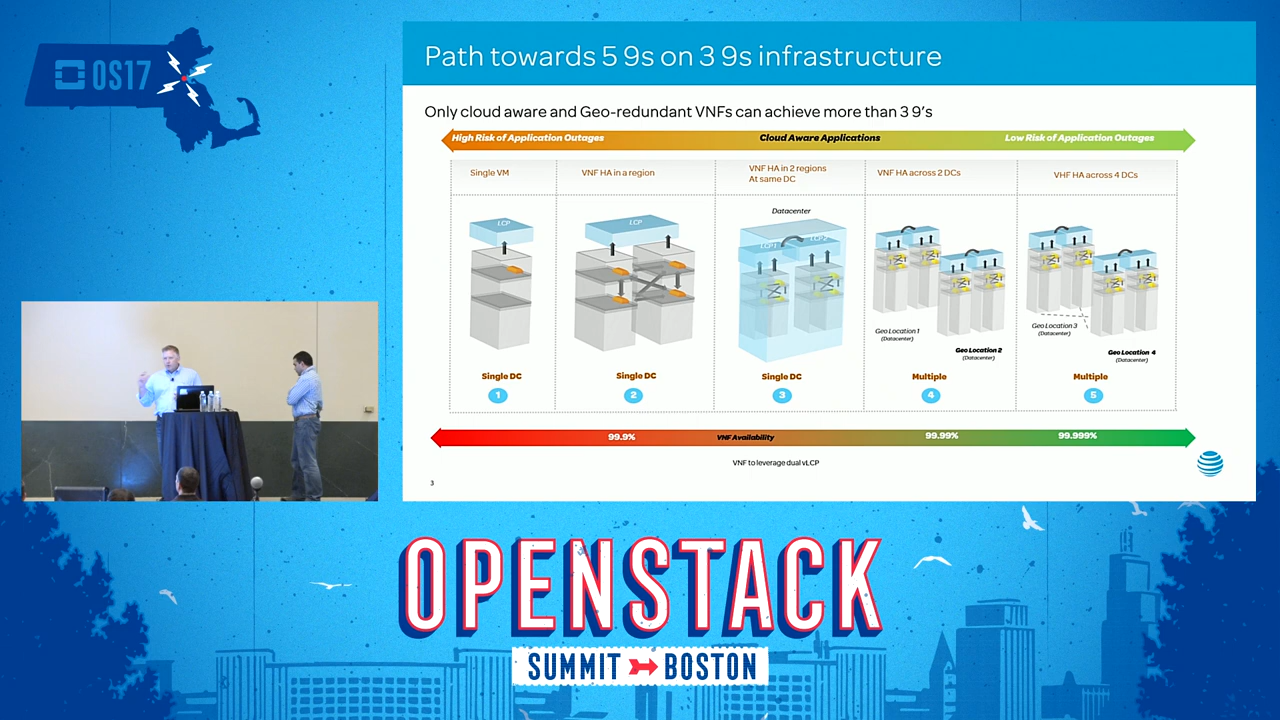 OS17
Path towards 5 9s on 3 9s infrastructure
Only cloud aware and Geo-redundant VNFs can achieve more than 3 9's
High Risk of Application Outages
Cloud Aware Applications
Low Risk of Application Outages
Single VM
VNF HA in a region
VNF HA in 2 regions
At same DC
VNF HA across 2 DCs
VHF HA across 4 DCs
Datacenter
LCP
LCP
LCP1
LCP 2
Geo Location 1
(Datacenter)
Geo Location 2
(Datacenter)
Geo Location 3
(Datacenter)
Geo Location 4
(Datacenter)
Single DC
Single DC
Single DC
Multiple
Multiple
1
2
3
4
5
99.9%
VNF Availability
99.99%
99.999%
VNF to leverage dual vLCP
3
OPENSTACK
SUMMIT BOSTON